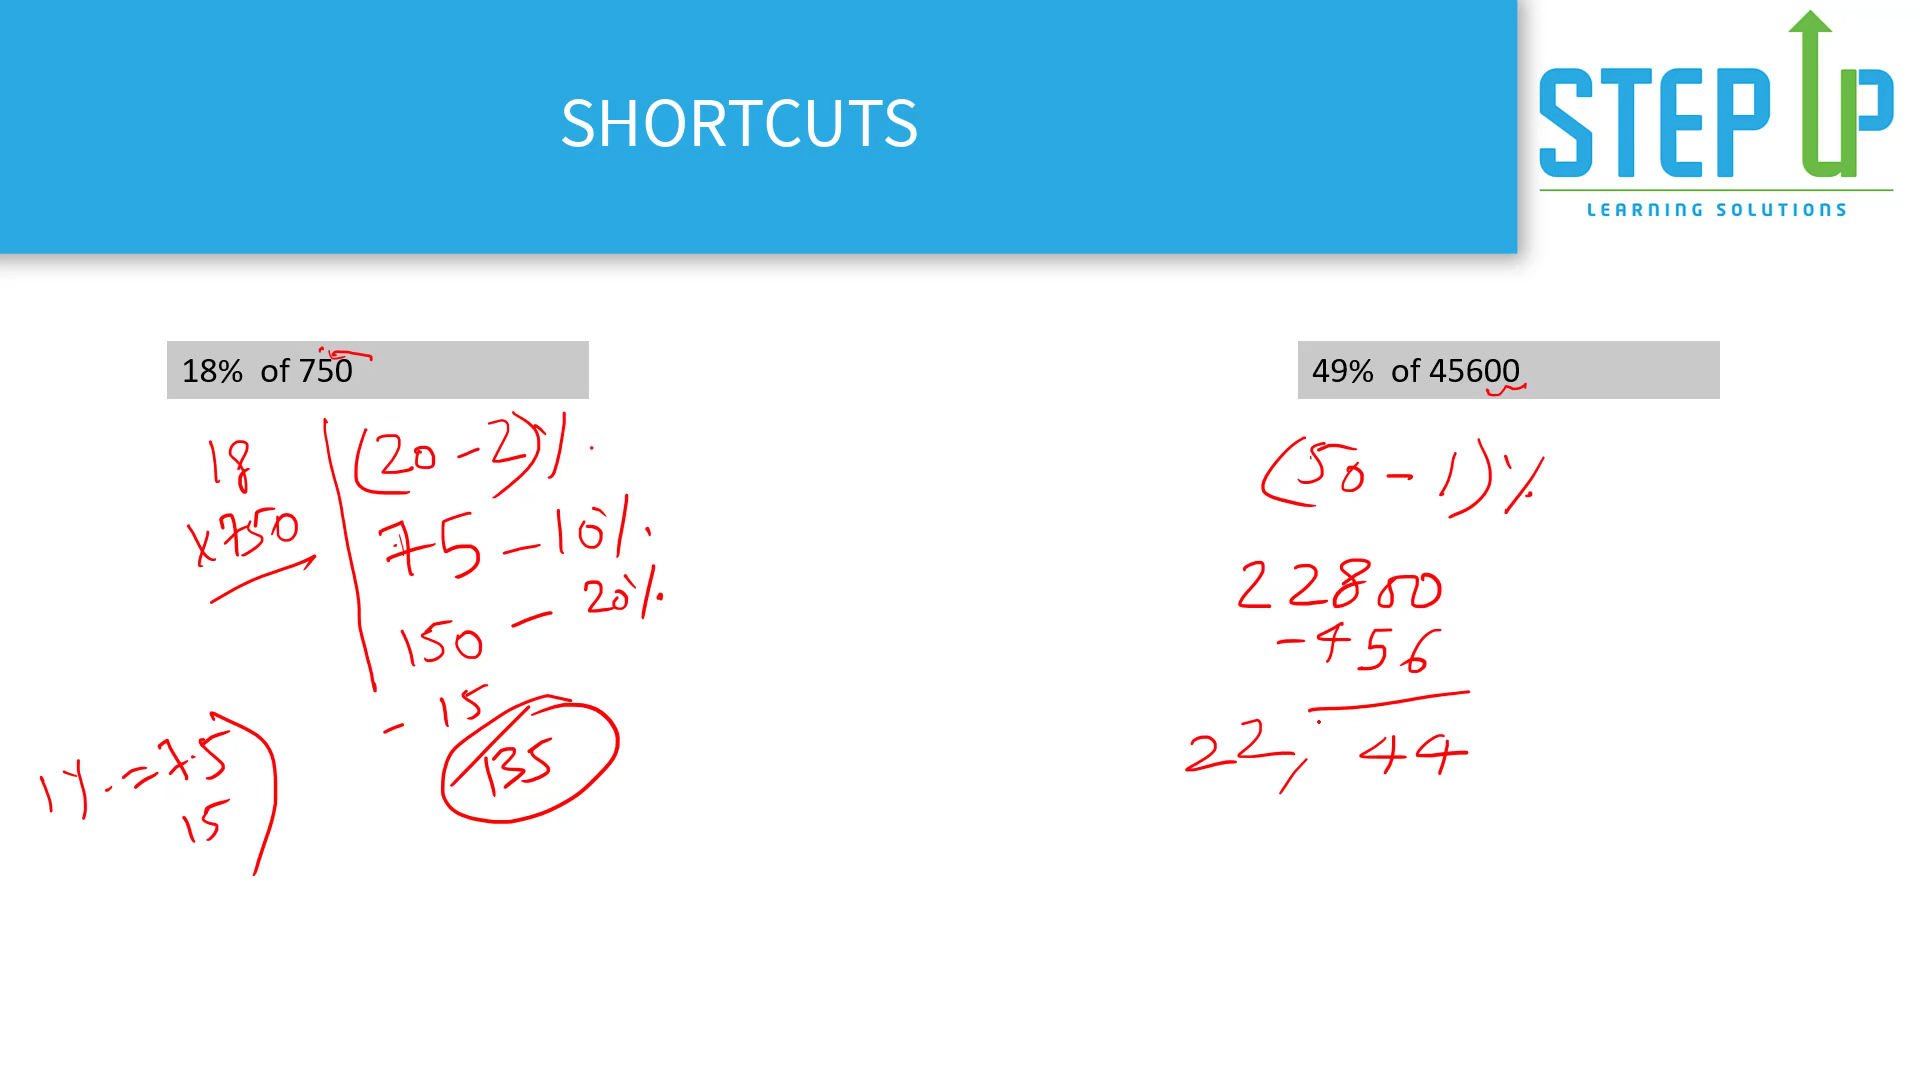 SHORTCUTS
STEP UP
LEARNING SOLUTIONS
18% of 750
18
x750
(20-2)%.
75 - 10%
150 - 20%
- 15
135
1% = 7.5
15
49% of 45600
(50 - 1)%
22800
-456
22, 44